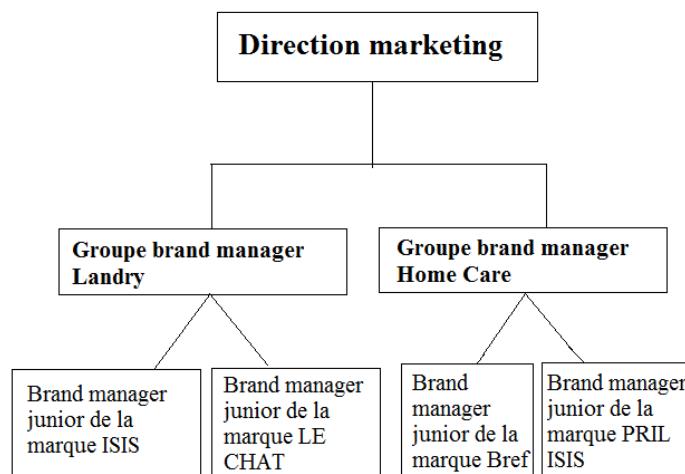 Direction marketing
Groupe brand manager
Landry
Groupe brand manager
Home Care
Brand manager
junior de la
marque ISIS
Brand manager
junior de la
marque LE
CHAT
Brand
manager
junior de la
marque Bref
Brand manager
junior de la
marque PRIL
ISIS